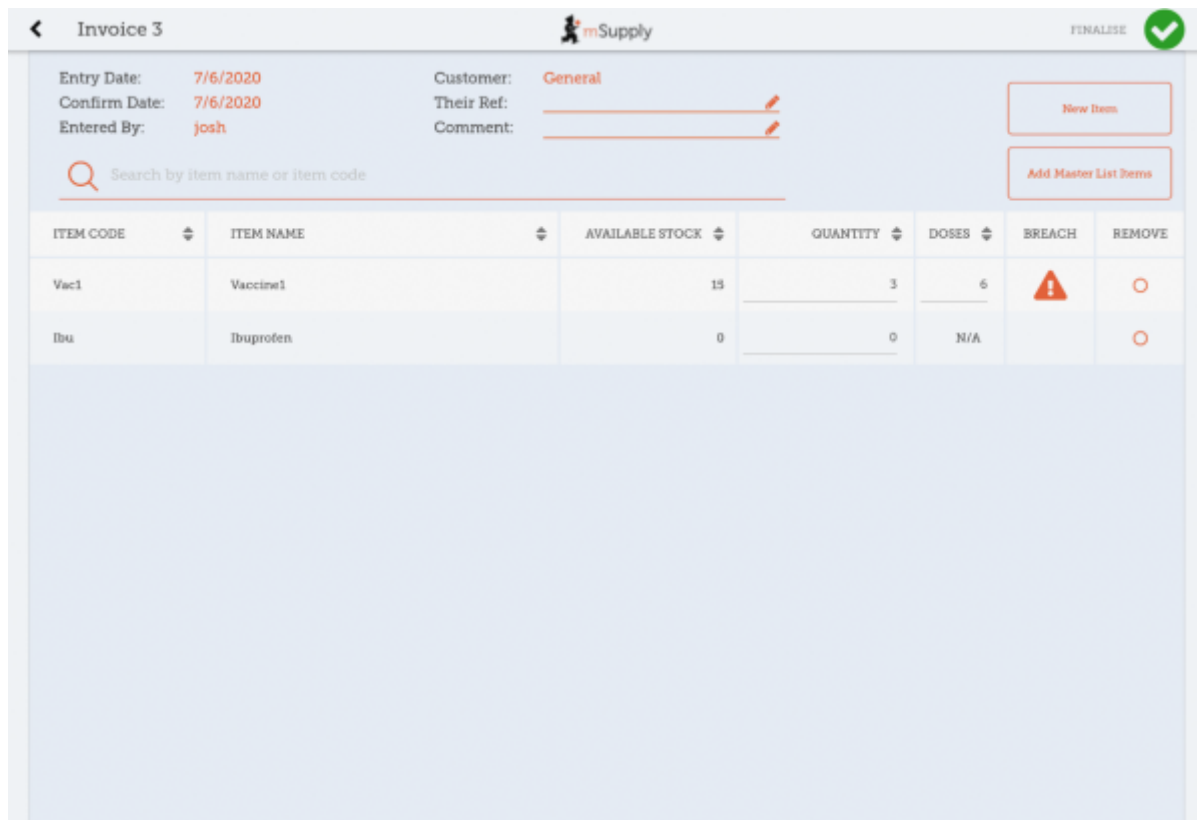 Invoice 3
mSupply
FINALISE
Entry Date: 7/6/2020 Customer: General
Confirm Date: 7/6/2020 Their Ref:
Entered By: josh Comment:
New Item
Search by item name or item code
Add Master List Items
ITEM CODE ITEM NAME AVAILABLE STOCK QUANTITY DOSES BREACH REMOVE
Vac1 Vaccine1 15 3 6
Ibu Ibuprofen 0 0 N/A